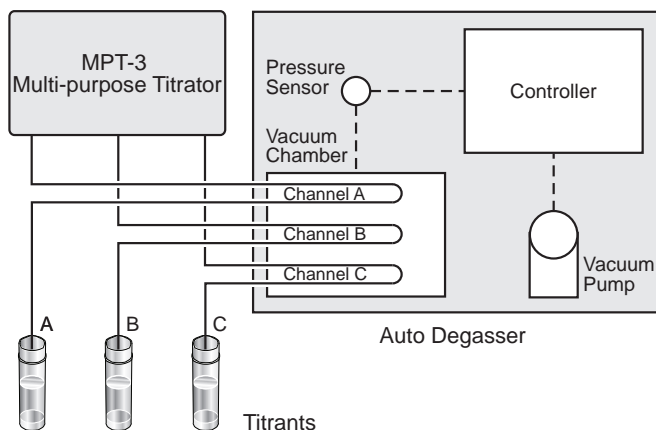 MPT-3
Multi-purpose Titrator
Pressure
Sensor
Controller
Vacuum
Chamber
Channel A
Channel B
Channel C
Vacuum
Pump
A
B
C
Auto Degasser
Titrants